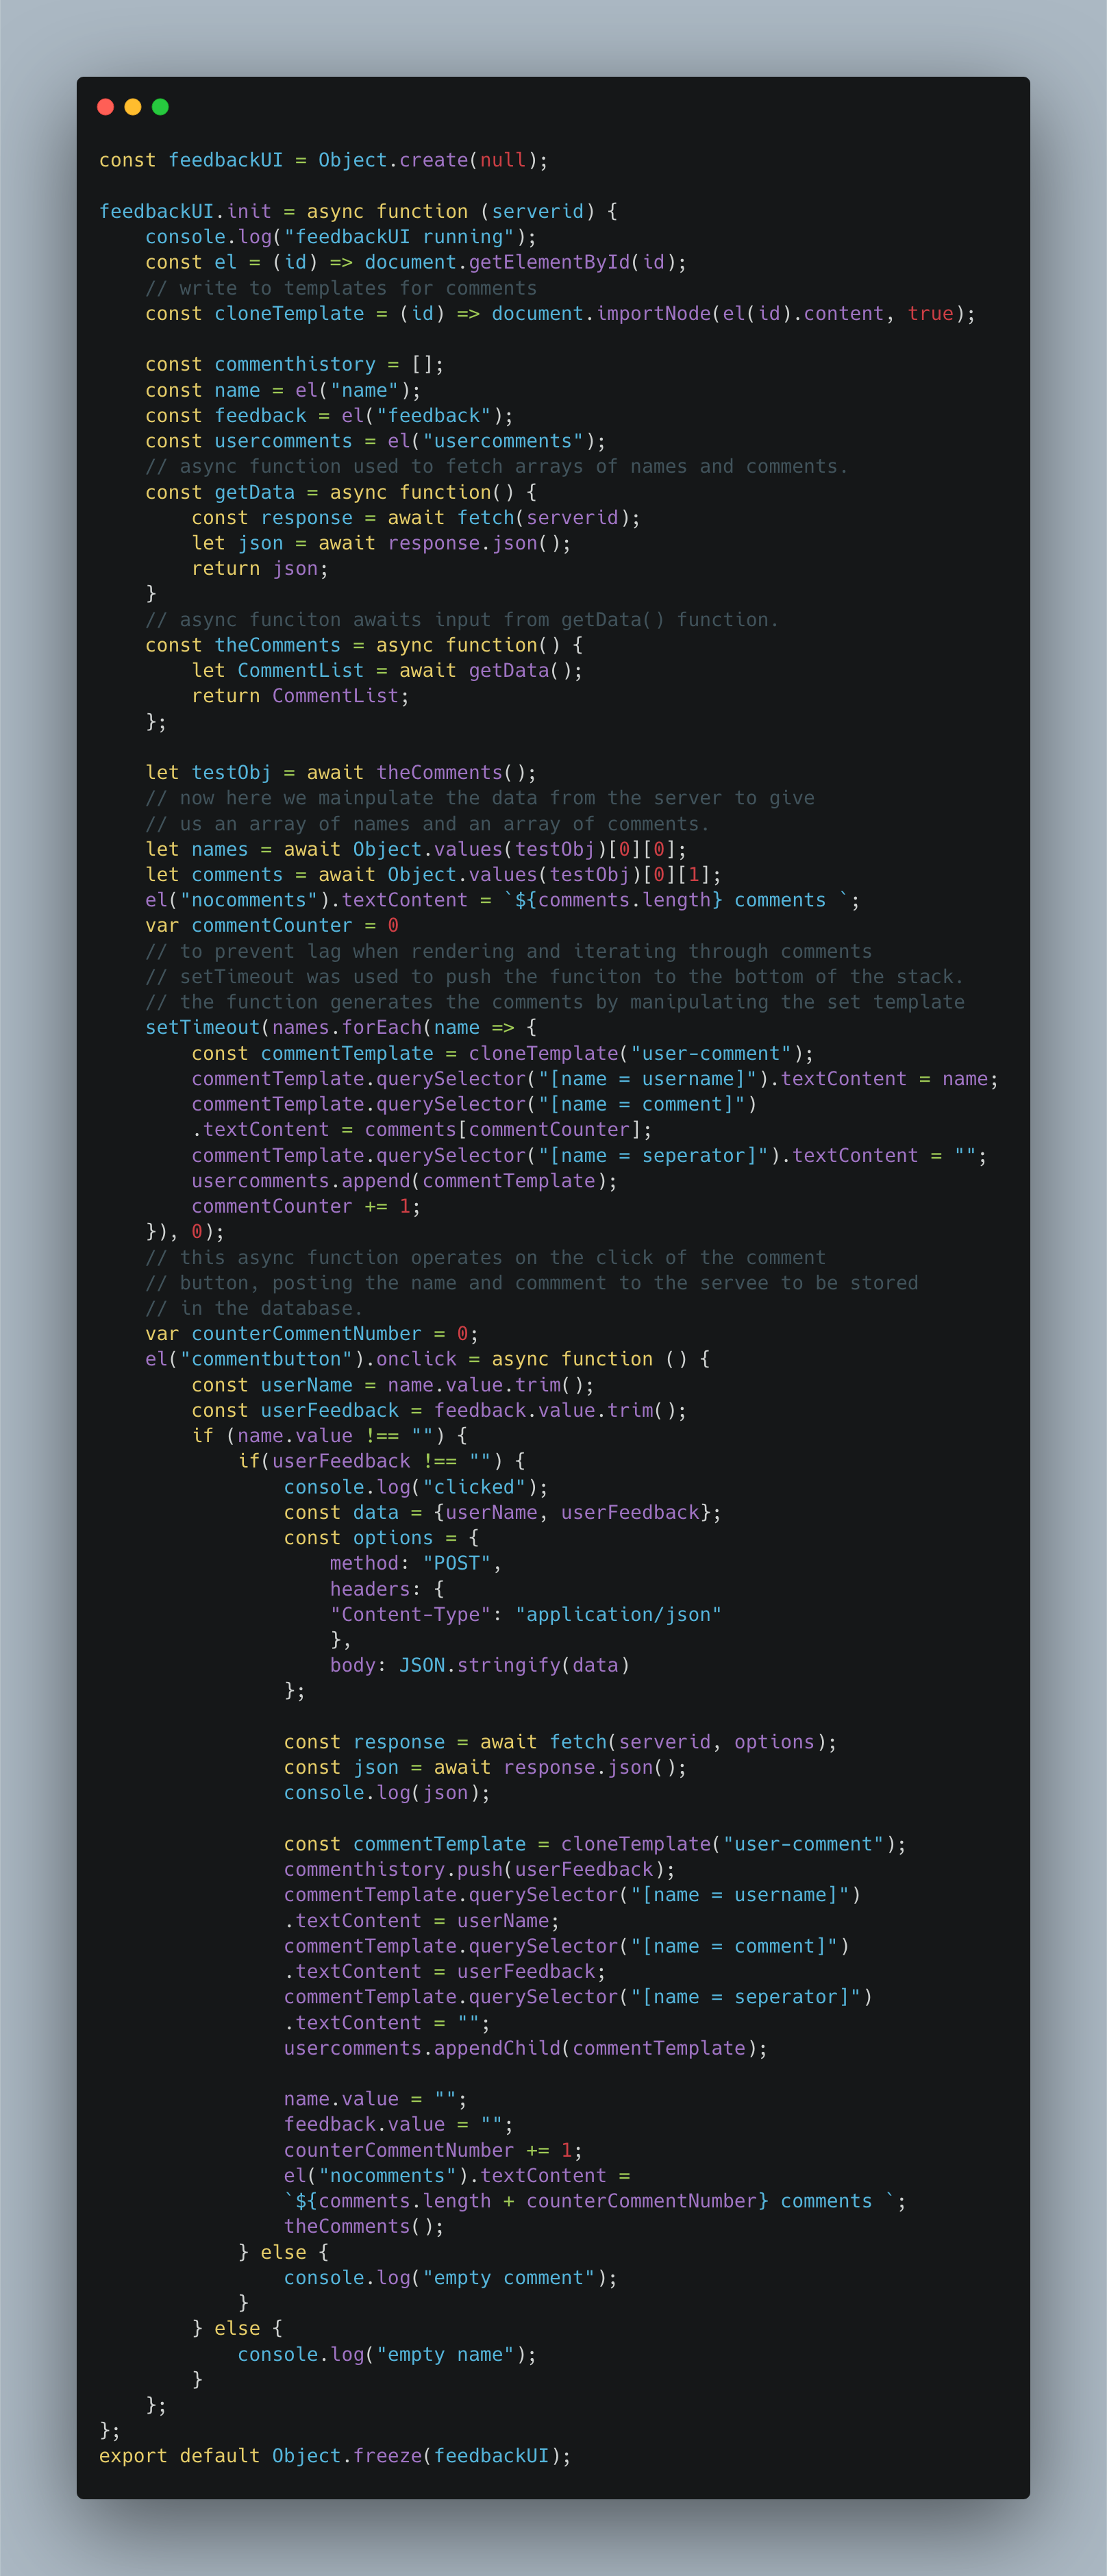 const feedbackUI = Object.create(null);

feedbackUI.init = async function (serverid) {
    console.log("feedbackUI running");
    const el = (id) => document.getElementById(id);
    // write to templates for comments
    const cloneTemplate = (id) => document.importNode(el(id).content, true);

    const commenthistory = [];
    const name = el("name");
    const feedback = el("feedback");
    const usercomments = el("usercomments");
    // async function used to fetch arrays of names and comments.
    const getData = async function() {
        const response = await fetch(serverid);
        let json = await response.json();
        return json;
    }
    // async funciton awaits input from getData() function.
    const theComments = async function() {
        let CommentList = await getData();
        return CommentList;
    };

    let testObj = await theComments();
    // now here we mainpulate the data from the server to give
    // us an array of names and an array of comments.
    let names = await Object.values(testObj)[0][0];
    let comments = await Object.values(testObj)[0][1];
    el("nocomments").textContent = `${comments.length} comments `;
    var commentCounter = 0
    // to prevent lag when rendering and iterating through comments
    // setTimeout was used to push the funciton to the bottom of the stack.
    // the function generates the comments by manipulating the set template
    setTimeout(names.forEach(name => {
        const commentTemplate = cloneTemplate("user-comment");
        commentTemplate.querySelector("[name = username]").textContent = name;
        commentTemplate.querySelector("[name = comment]")
        .textContent = comments[commentCounter];
        commentTemplate.querySelector("[name = seperator]").textContent = "";
        usercomments.append(commentTemplate);
        commentCounter += 1;
    }), 0);
    // this async function operates on the click of the comment
    // button, posting the name and commment to the servee to be stored
    // in the database.
    var counterCommentNumber = 0;
    el("commentbutton").onclick = async function () {
        const userName = name.value.trim();
        const userFeedback = feedback.value.trim();
        if (name.value !== "") {
            if(userFeedback !== "") {
                console.log("clicked");
                const data = {userName, userFeedback};
                const options = {
                    method: "POST",
                    headers: {
                    "Content-Type": "application/json"
                    },
                    body: JSON.stringify(data)
                };

                const response = await fetch(serverid, options);
                const json = await response.json();
                console.log(json);

                const commentTemplate = cloneTemplate("user-comment");
                commenthistory.push(userFeedback);
                commentTemplate.querySelector("[name = username]")
                .textContent = userName;
                commentTemplate.querySelector("[name = comment]")
                .textContent = userFeedback;
                commentTemplate.querySelector("[name = seperator]")
                .textContent = "";
                usercomments.appendChild(commentTemplate);

                name.value = "";
                feedback.value = "";
                counterCommentNumber += 1;
                el("nocomments").textContent =
                `${comments.length + counterCommentNumber} comments `;
                theComments();
            } else {
                console.log("empty comment");
            }
        } else {
            console.log("empty name");
        }
    };
};
export default Object.freeze(feedbackUI);